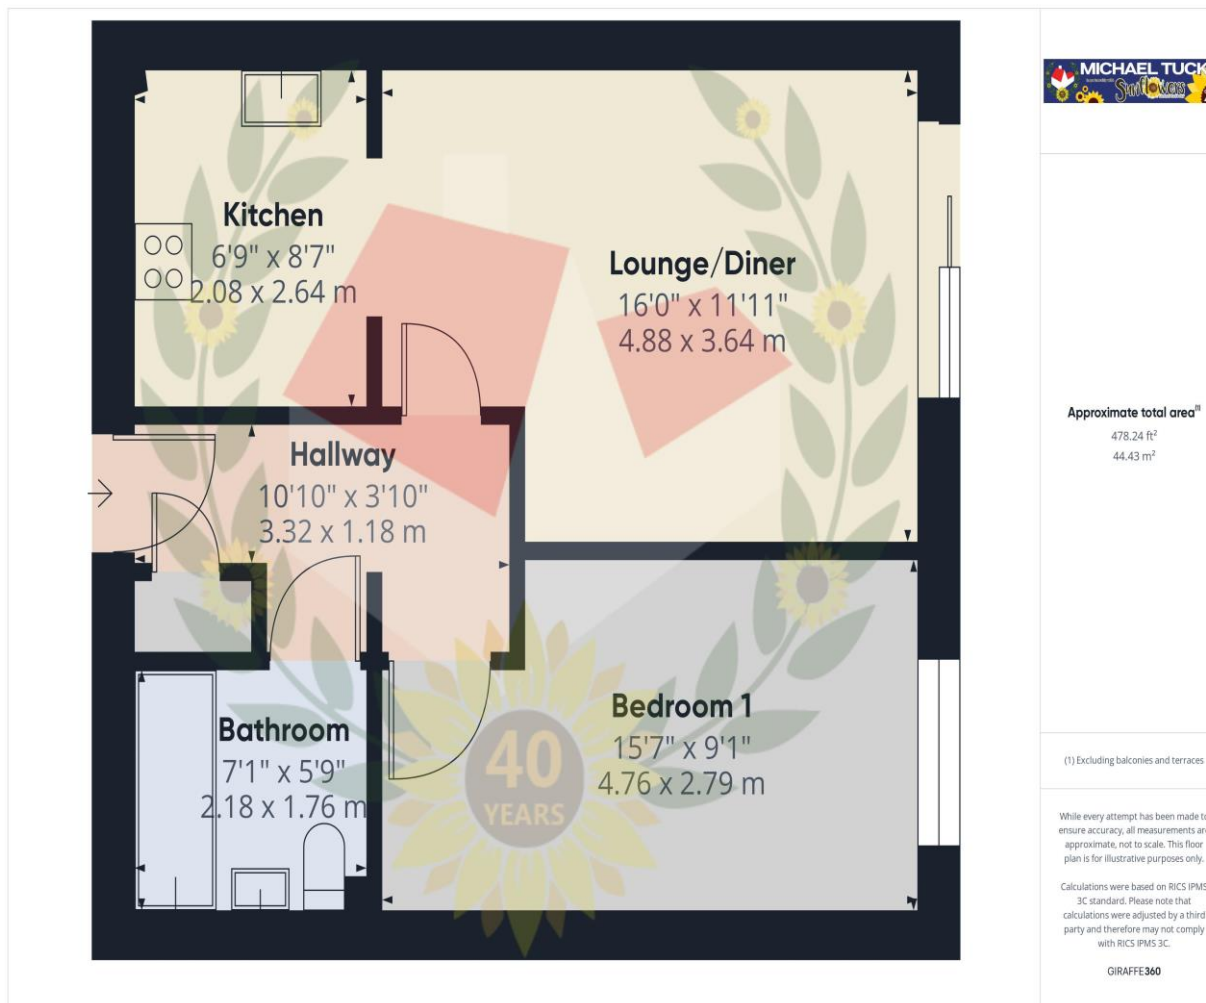 Kitchen
6'9" x 8'7"
2.08 x 2.64 m
Lounge/Diner
16'0" x 11'11"
4.88 x 3.64 m
Hallway
10'10" x 3'10"
3.32 x 1.18 m
Bathroom
7'1" x 5'9"
2.18 x 1.76 m
Bedroom 1
15'7" x 9'1"
4.76 x 2.79 m
40
YEARS
MICHAEL TUCK
Sunflowers
Approximate total area(1)
478.24 ft²
44.43 m²
(1) Excluding balconies and terraces
While every attempt has been made to
ensure accuracy, all measurements are
approximate, not to scale. This floor
plan is for illustrative purposes only.
Calculations were based on RICS IPMS
3C standard. Please note that
calculations were adjusted by a third
party and therefore may not comply
with RICS IPMS 3C.
GIRAFFE360